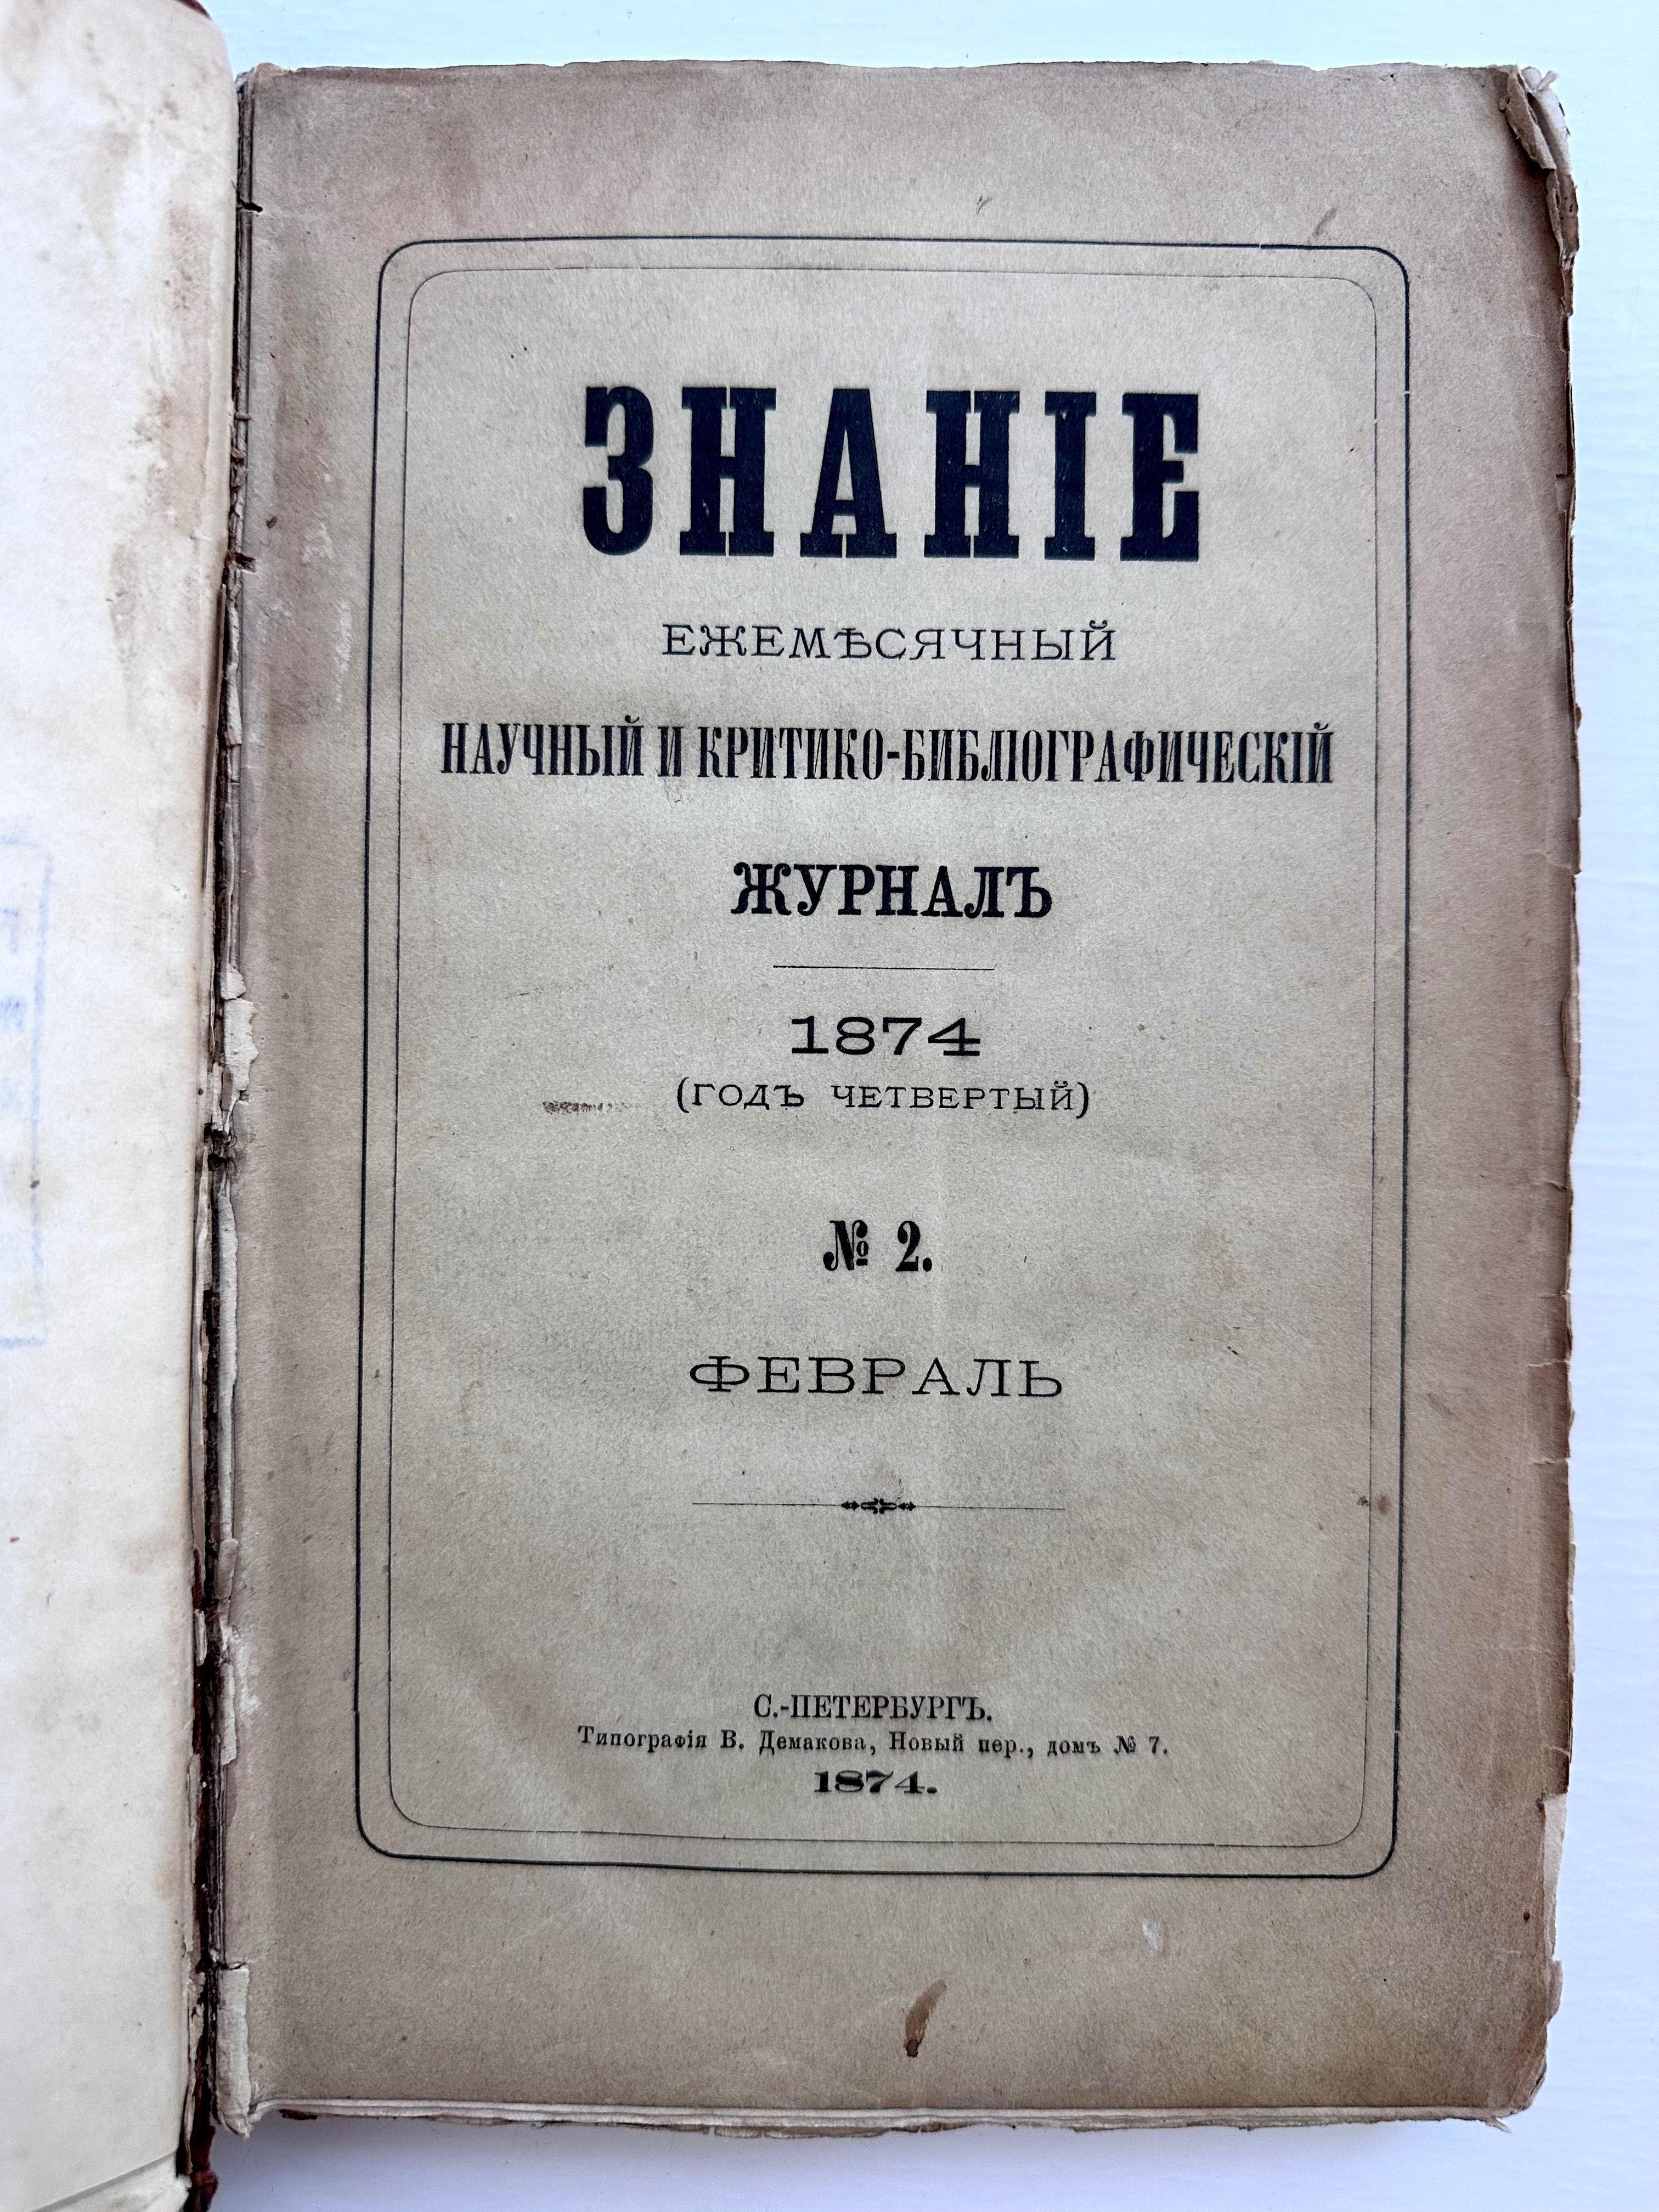 ЗНАНІЕ
ЕЖЕМѢСЯЧНЫЙ
НАУЧНЫЙ И КРИТИКО-БИБЛІОГРАФИЧЕСКІЙ
ЖУРНАЛЪ
1874
(ГОДЪ ЧЕТВЕРТЫЙ)
№ 2.
ФЕВРАЛЬ
С.-ПЕТЕРБУРГЪ.
Типографія В. Демакова, Новый пер., домъ № 7.
1874.